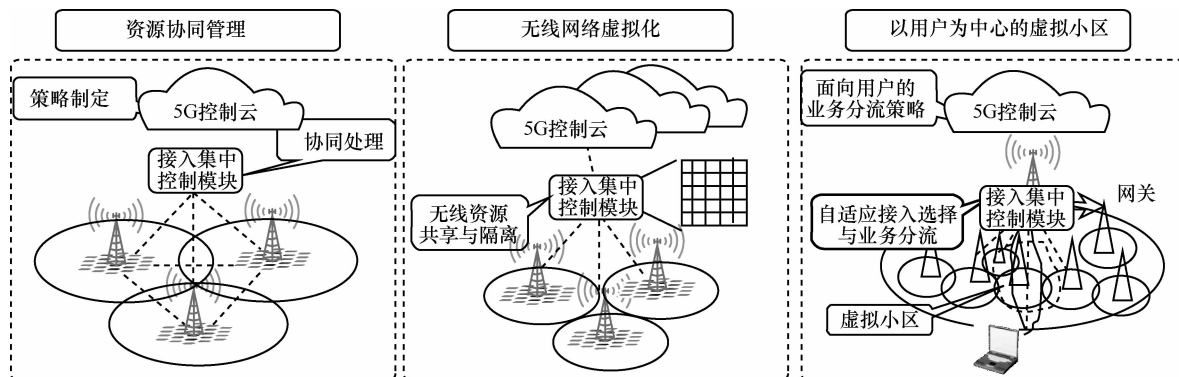 资源协同管理
策略制定
5G控制云
协同处理
接入集中
控制模块
无线网络虚拟化
5G控制云
接入集中
控制模块
无线资源
共享与隔离
以用户为中心的虚拟小区
面向用户的
业务分流策略
5G控制云
自适应接入选择
与业务分流
接入集中
控制模块
网关
虚拟小区